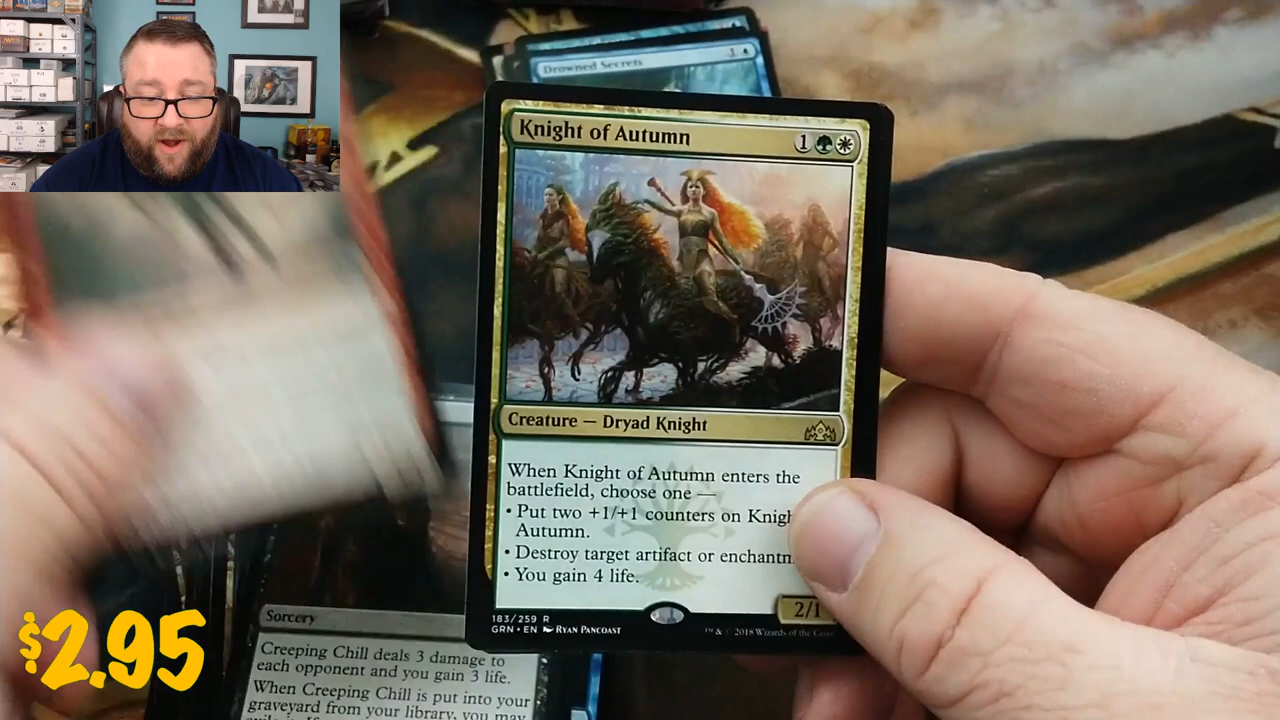 Drowned Secrets
Knight of Autumn
Creature — Dryad Knight
When Knight of Autumn enters the
battlefield, choose one —
• Put two +1/+1 counters on Knigh
Autumn.
• Destroy target artifact or enchantm
• You gain 4 life.
2/1
183/259 R
GRN • EN RYAN PANCOAST
™ & © 2018 Wizards of the Coas
$2.95
Sorcery
Creeping Chill deals 3 damage to
each opponent and you gain 3 life.
When Creeping Chill is put into your
graveyard from your library, you may